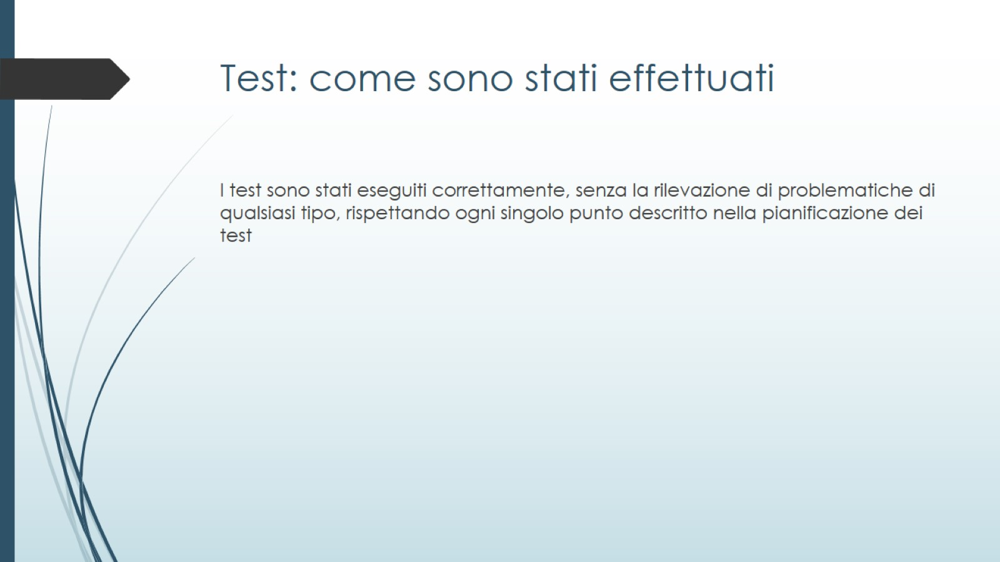 Test: come sono stati effettuati
I test sono stati eseguiti correttamente, senza la rilevazione di problematiche di
qualsiasi tipo, rispettando ogni singolo punto descritto nella pianificazione dei
test